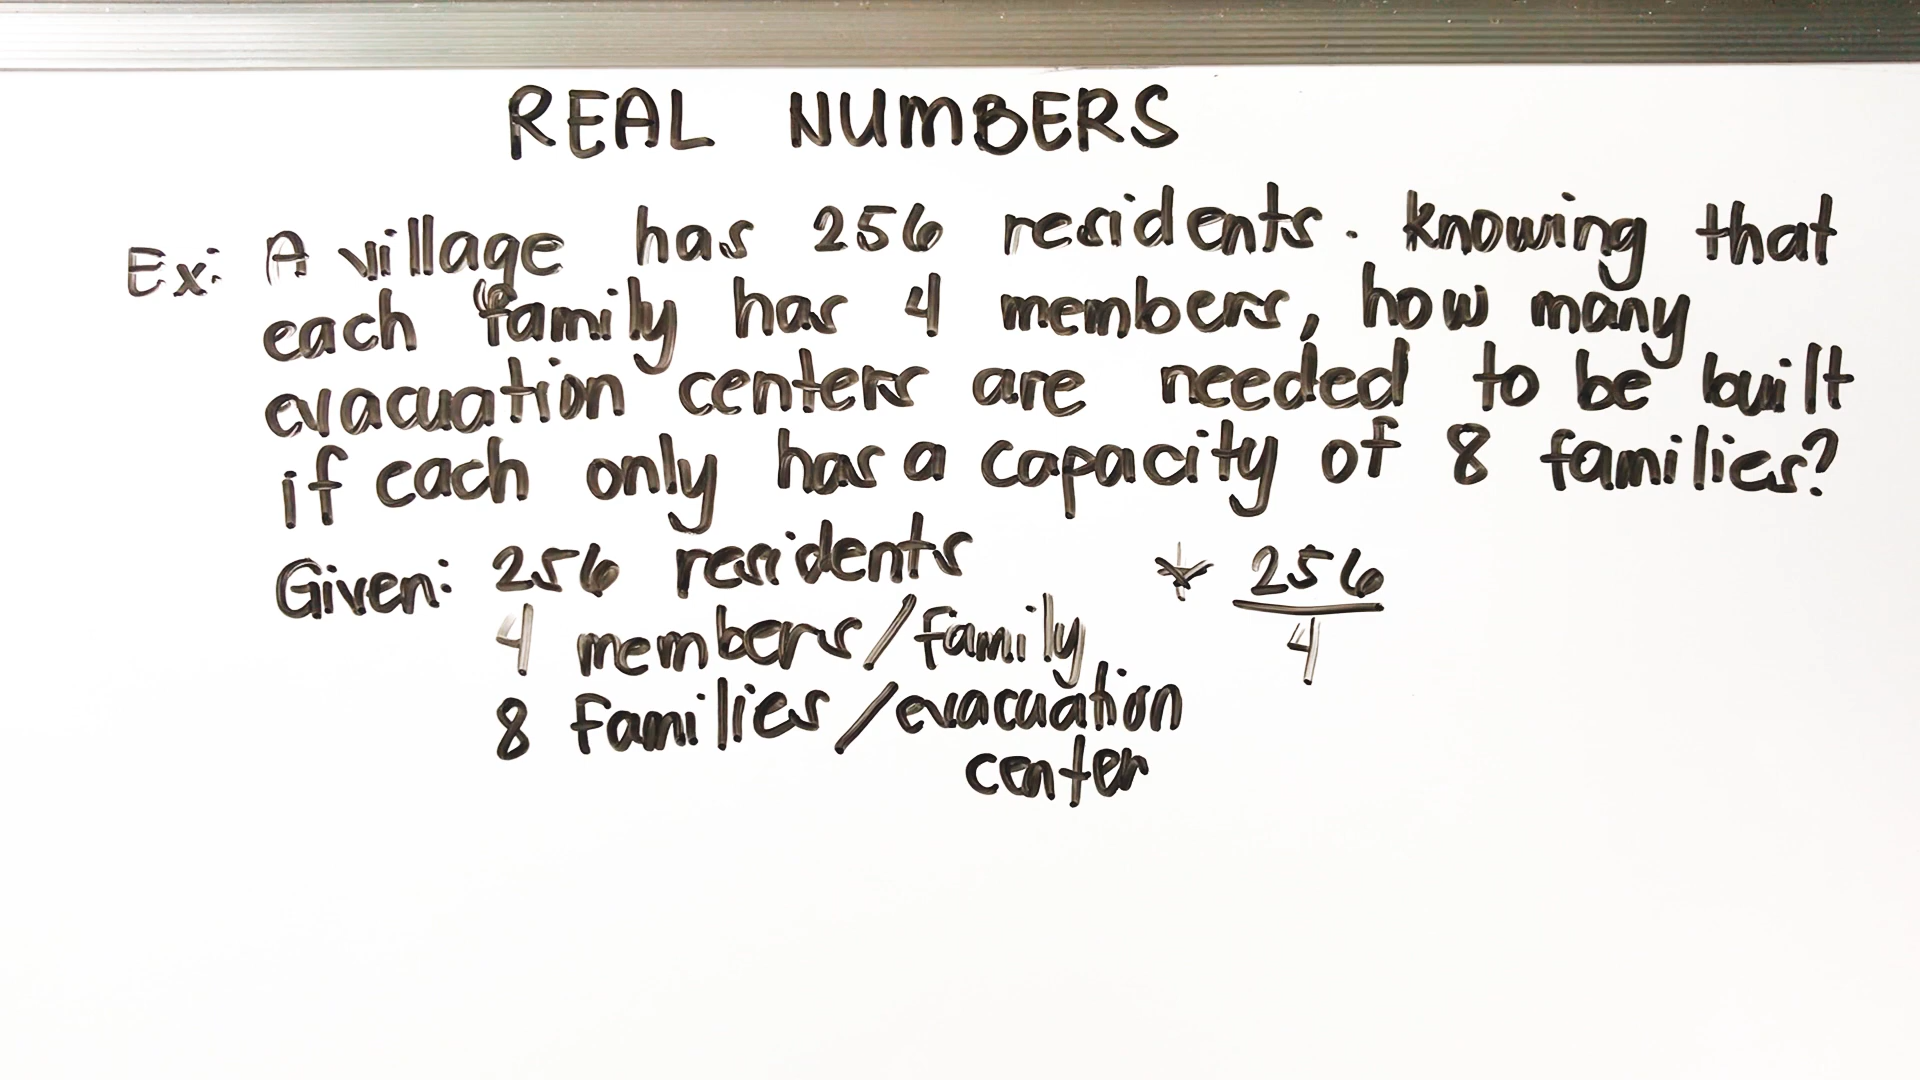 REAL NUMBERS
Ex: A village has 256 residents. Knowing that
each family has 4 members, how many
evacuation centers are needed to be built
if each only has a capacity of 8 families?
Given: 256 residents
4 members/family
8 families/evacuation
center
* 256
4